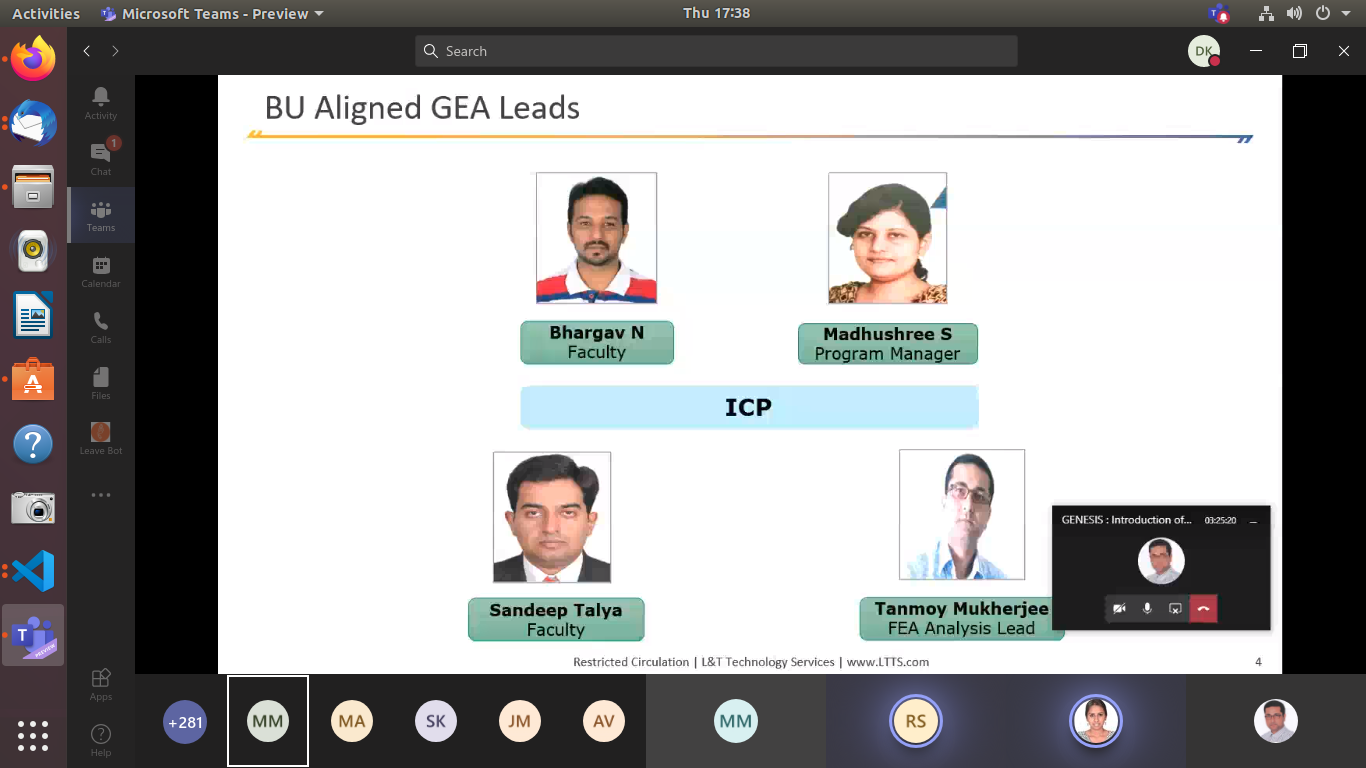 Activities
Microsoft Teams - Preview
Thu 17:38
Search
DK
Activity
1
Chat
Teams
Calendar
Calls
Files
Leave Bot
Apps
Help
BU Aligned GEA Leads
Bhargav N
Faculty
Madhushree S
Program Manager
ICP
Sandeep Talya
Faculty
Tanmoy Mukherjee
FEA Analysis Lead
GENESIS : Introduction of...
03:25:20
Restricted Circulation | L&T Technology Services | www.LTTS.com
4
T
PREVIEW
+281
MM
MA
SK
JM
AV
MM
RS